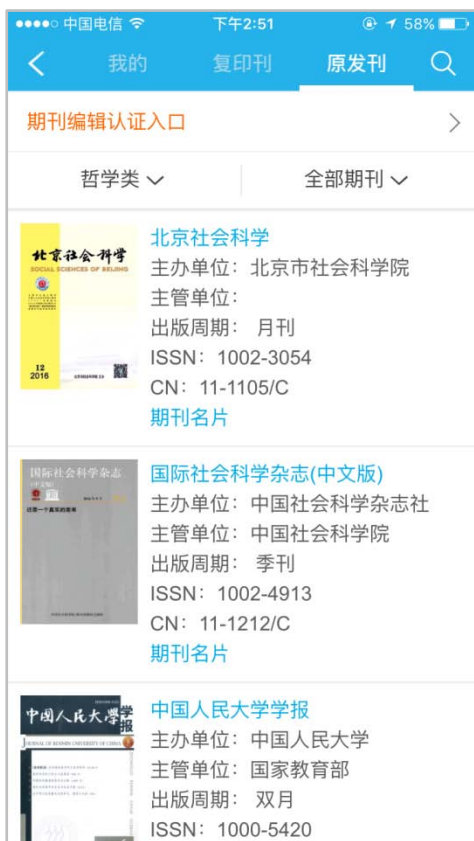 中国电信 下午2:51 58%
我的 复印刊 原发刊
期刊编辑认证入口
哲学类 全部期刊
北京社会科学
SOCIAL SCIENCES OF BEIJING
12
2016
北京社会科学
主办单位：北京市社会科学院
主管单位：
出版周期： 月刊
ISSN：1002-3054
CN：11-1105/C
期刊名片
国际社会科学杂志
(中文版)
国际社会科学杂志(中文版)
主办单位：中国社会科学杂志社
主管单位：中国社会科学院
出版周期： 季刊
ISSN：1002-4913
CN：11-1212/C
期刊名片
中国人民大学学报
JOURNAL OF RENMIN UNIVERSITY OF CHINA
中国人民大学学报
主办单位：中国人民大学
主管单位：国家教育部
出版周期： 双月
ISSN：1000-5420